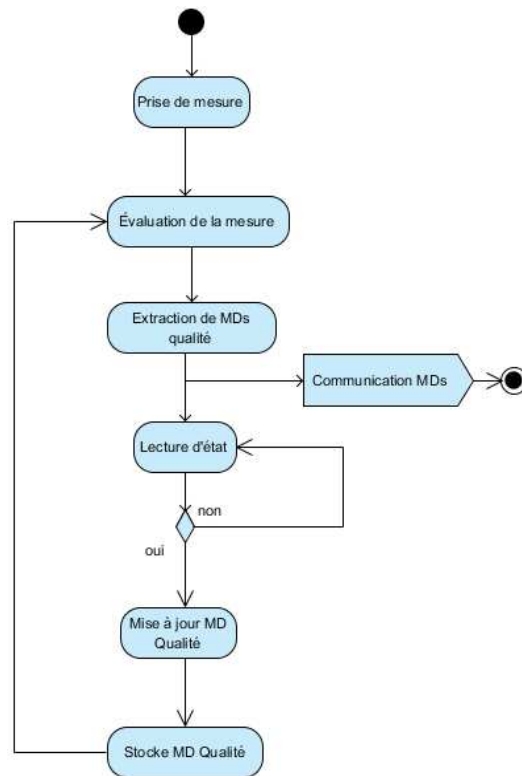 Prise de mesure
Évaluation de la mesure
Extraction de MDs
qualité
Communication MDs
Lecture d'état
non
oui
Mise à jour MD
Qualité
Stocke MD Qualité